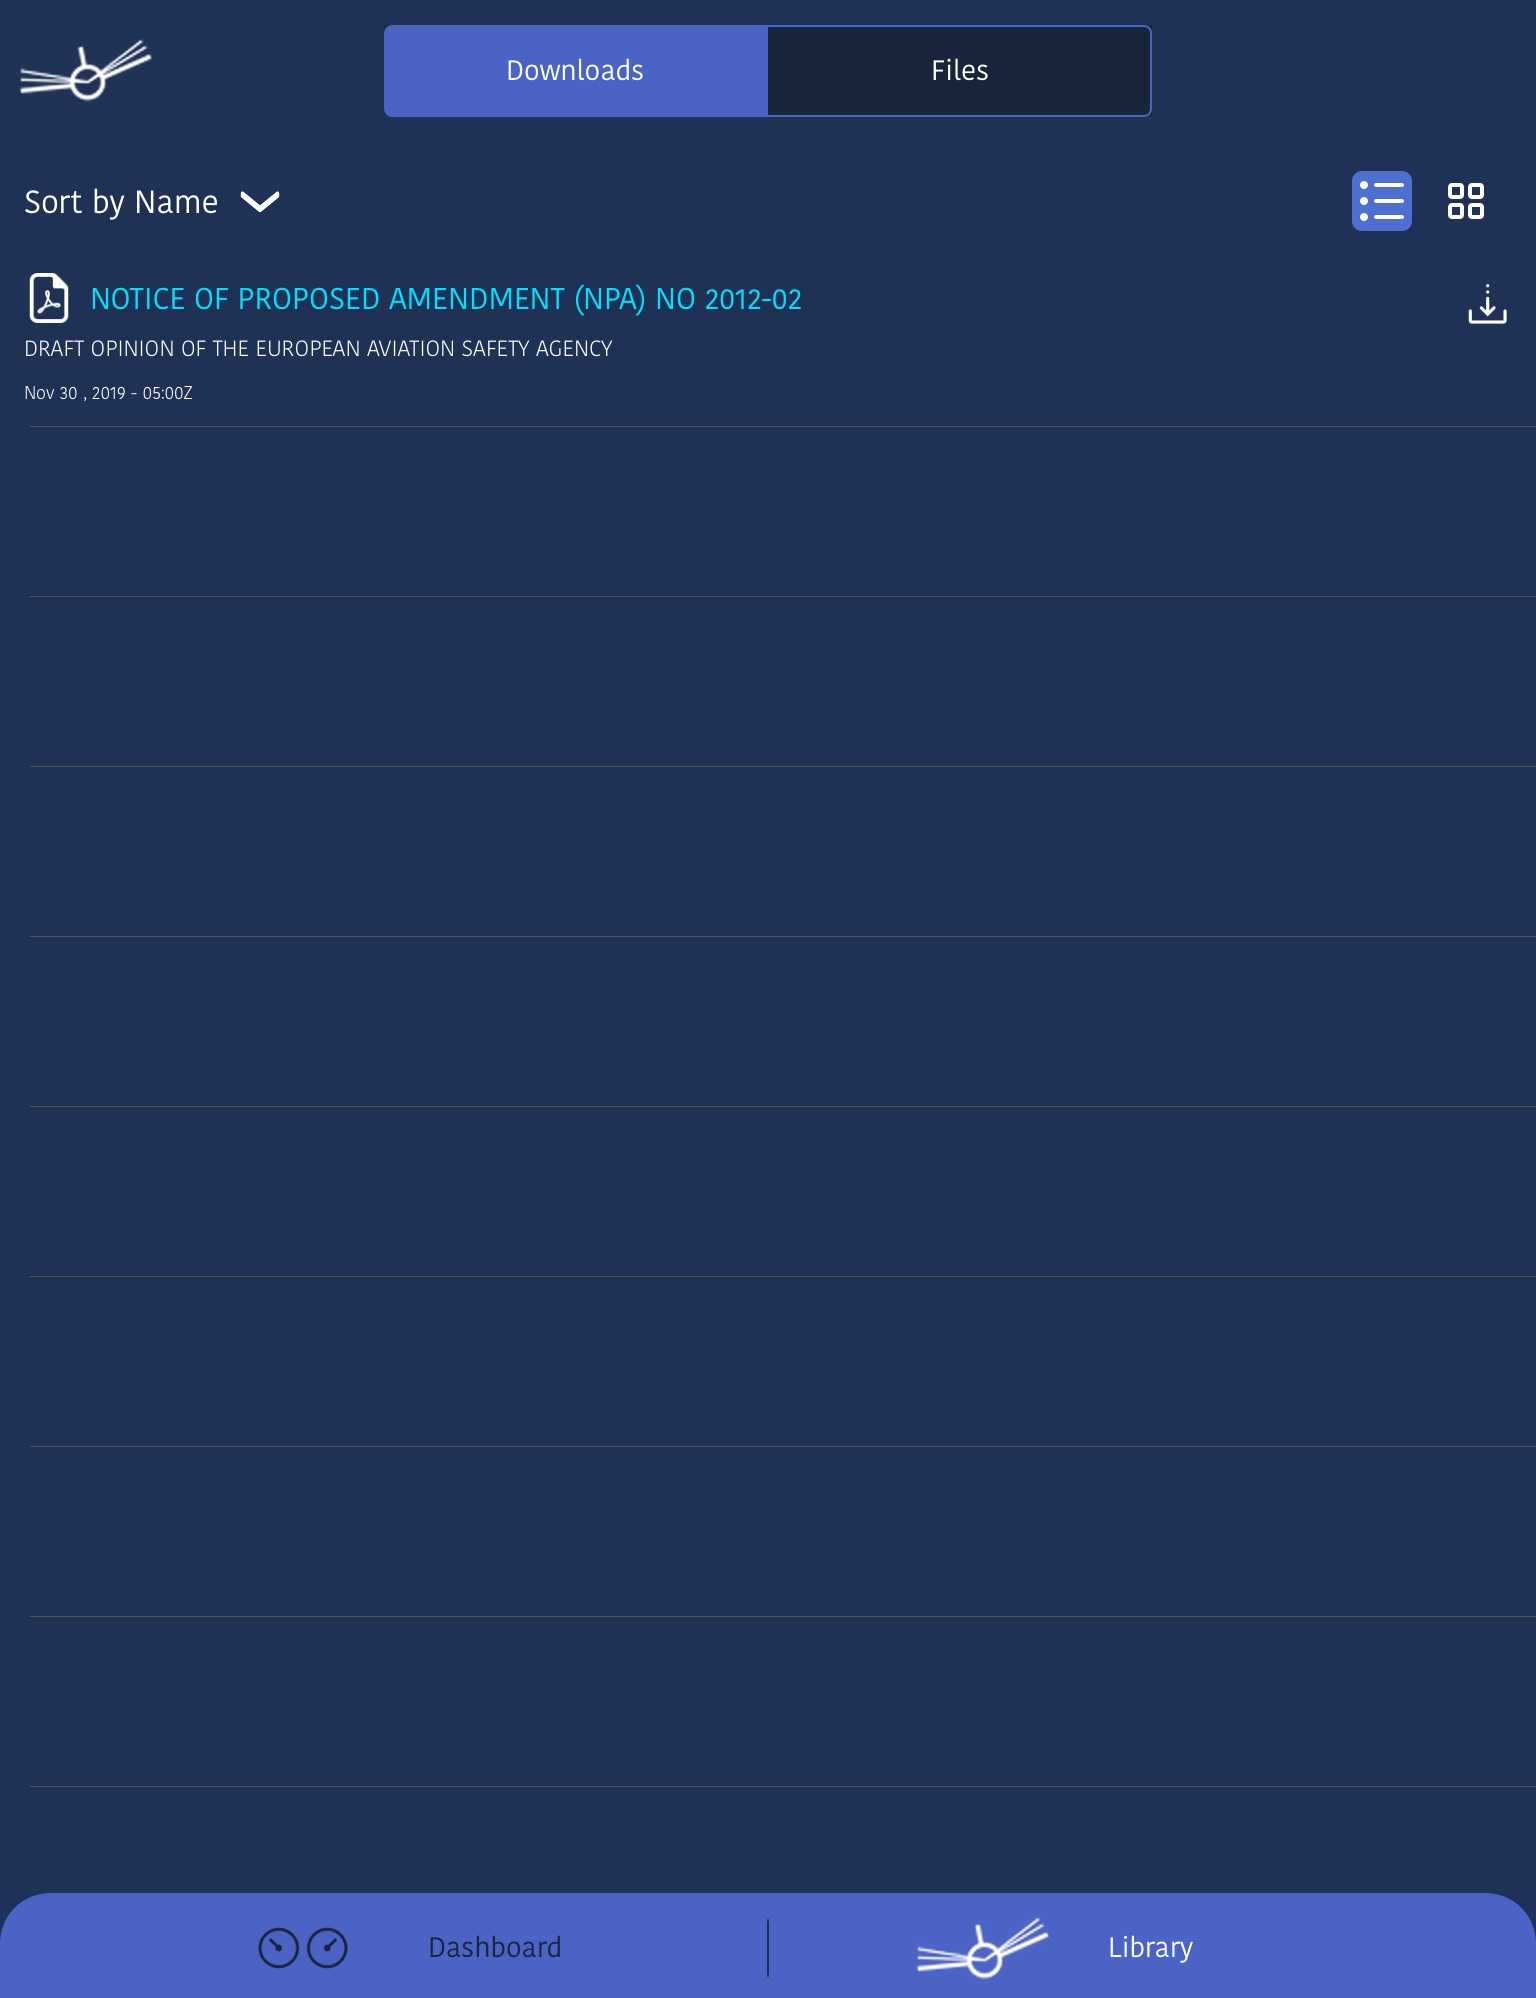 Downloads
Files
Sort by Name
NOTICE OF PROPOSED AMENDMENT (NPA) NO 2012-02
DRAFT OPINION OF THE EUROPEAN AVIATION SAFETY AGENCY
Nov 30 , 2019 - 05:00Z
Dashboard
Library